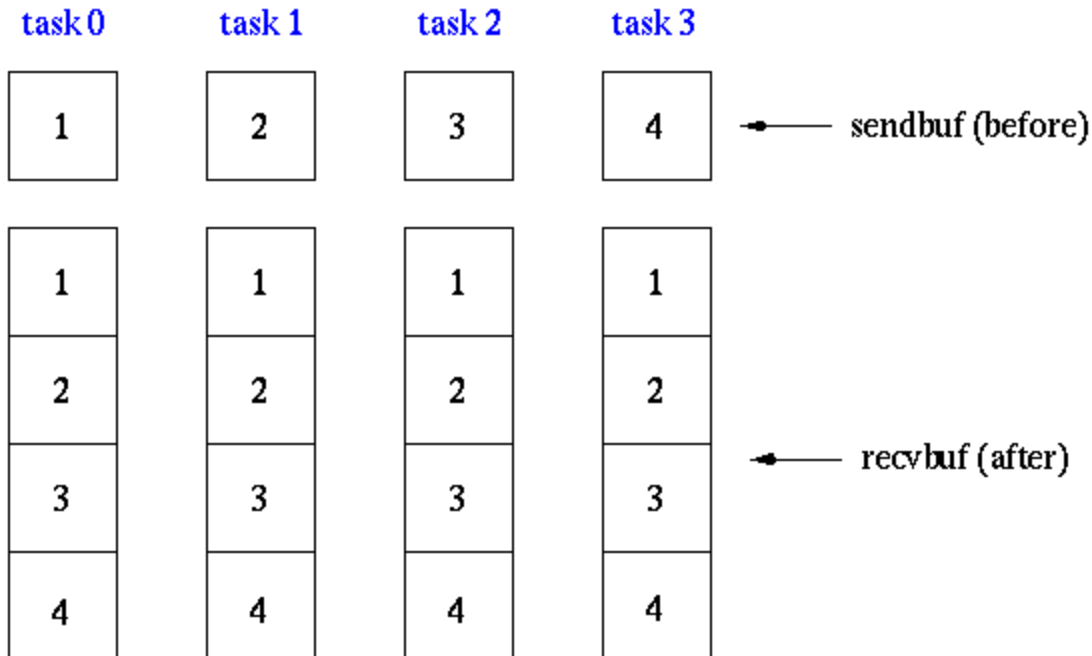 task 0 task 1 task 2 task 3
1 2 3 4 sendbuf (before)
1 1 1 1
2 2 2 2
recvbuf (after)
3 3 3 3
4 4 4 4